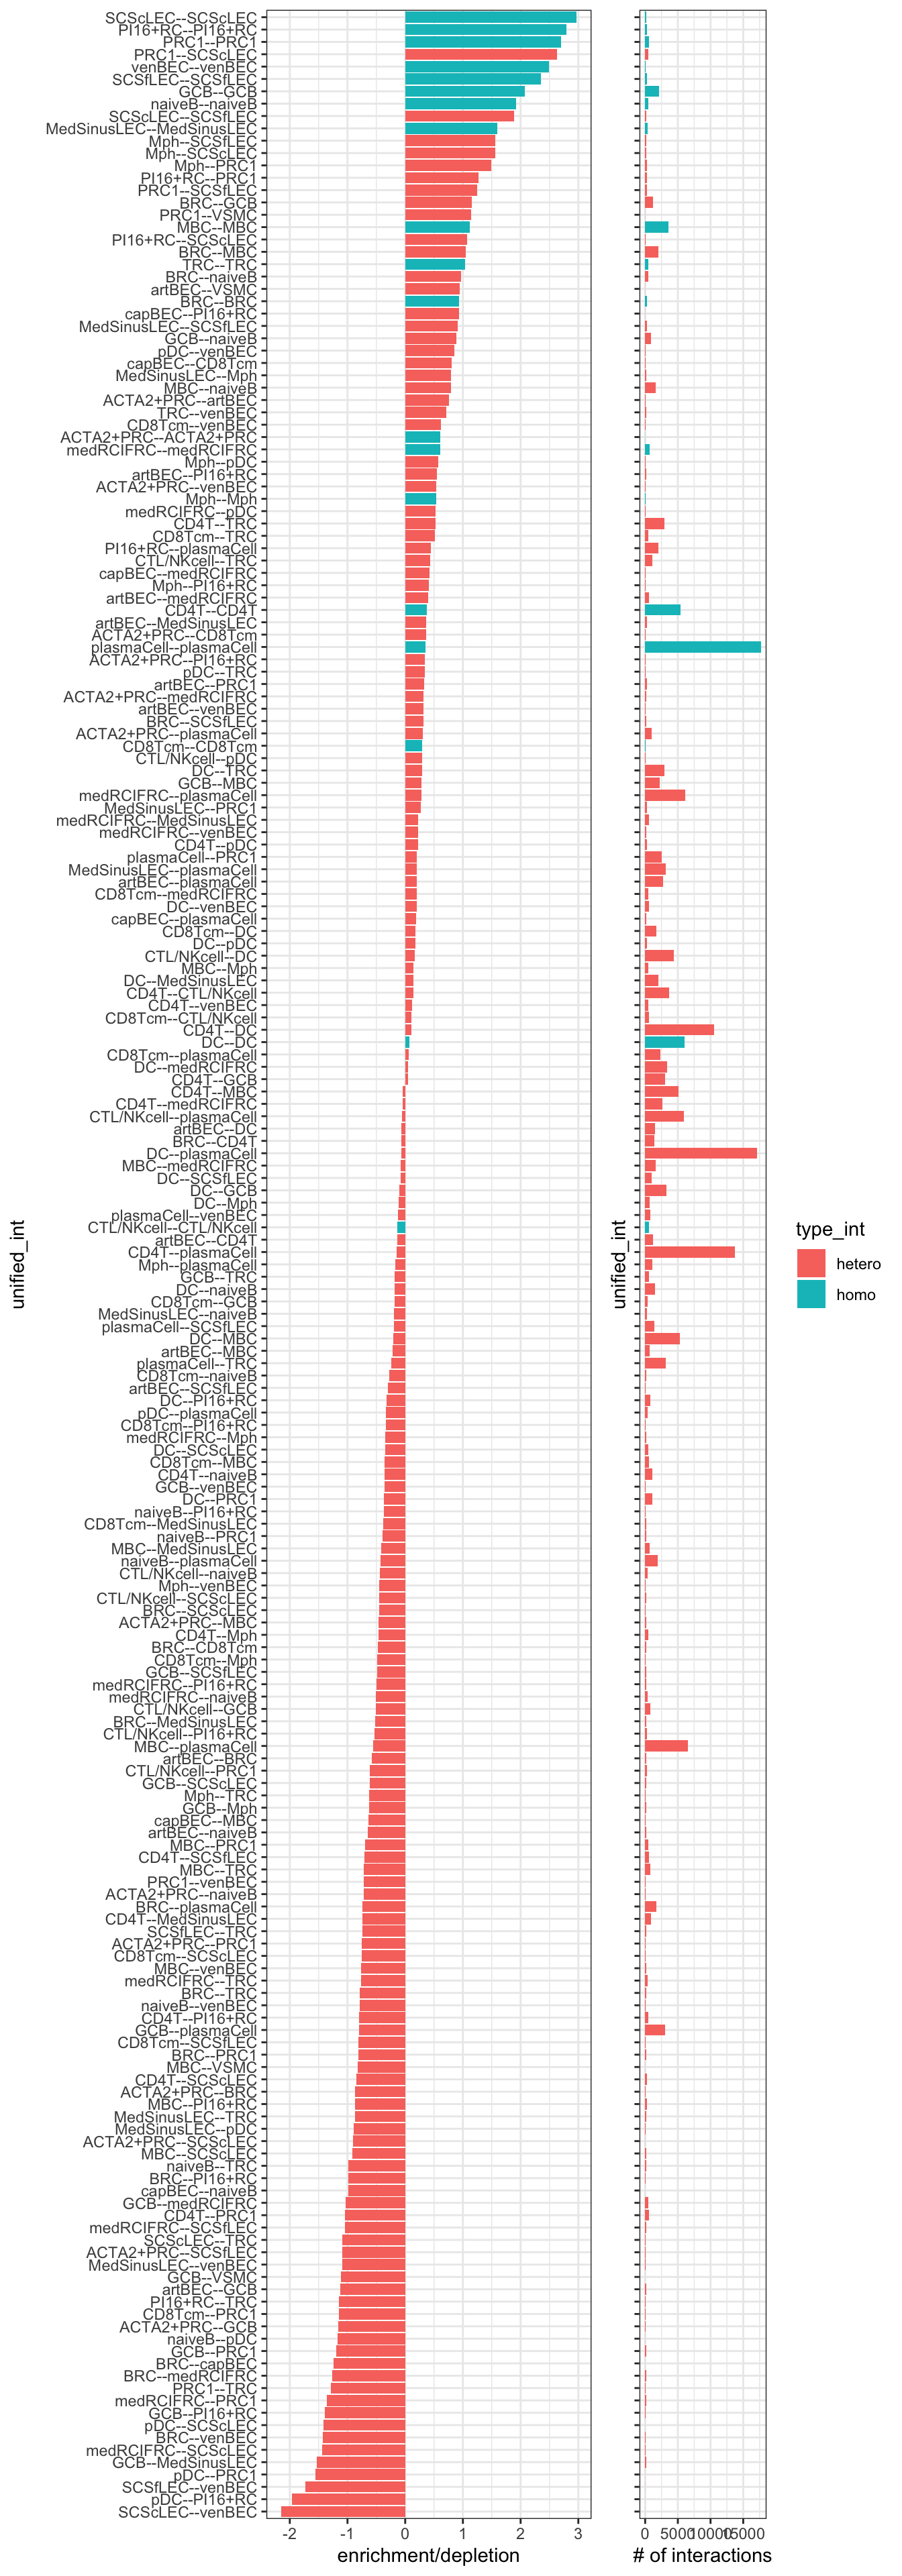 SCScLEC--SCScLEC
PI16+RC--PI16+RC
PRC1--PRC1
PRC1--SCScLEC
venBEC--venBEC
SCSfLEC--SCSfLEC
GCB--GCB
naiveB--naiveB
SCScLEC--SCSfLEC
MedSinusLEC--MedSinusLEC
Mph--SCSfLEC
Mph--SCScLEC
Mph--PRC1
PI16+RC--PRC1
PRC1--SCSfLEC
BRC--GCB
PRC1--VSMC
MBC--MBC
PI16+RC--SCScLEC
BRC--MBC
TRC--TRC
BRC--naiveB
artBEC--VSMC
BRC--BRC
capBEC--PI16+RC
MedSinusLEC--SCSfLEC
GCB--naiveB
pDC--venBEC
capBEC--CD8Tcm
MedSinusLEC--Mph
MBC--naiveB
ACTA2+PRC--artBEC
TRC--venBEC
CD8Tcm--venBEC
ACTA2+PRC--ACTA2+PRC
medRCIFRC--medRCIFRC
Mph--pDC
artBEC--PI16+RC
ACTA2+PRC--venBEC
Mph--Mph
medRCIFRC--pDC
CD4T--TRC
CD8Tcm--TRC
PI16+RC--plasmaCell
CTL/NKcell--TRC
capBEC--medRCIFRC
Mph--PI16+RC
artBEC--medRCIFRC
CD4T--CD4T
artBEC--MedSinusLEC
ACTA2+PRC--CD8Tcm
plasmaCell--plasmaCell
ACTA2+PRC--PI16+RC
pDC--TRC
artBEC--PRC1
ACTA2+PRC--medRCIFRC
artBEC--venBEC
BRC--SCSfLEC
ACTA2+PRC--plasmaCell
CD8Tcm--CD8Tcm
CTL/NKcell--pDC
DC--TRC
GCB--MBC
medRCIFRC--plasmaCell
MedSinusLEC--PRC1
medRCIFRC--MedSinusLEC
medRCIFRC--venBEC
CD4T--pDC
plasmaCell--PRC1
MedSinusLEC--plasmaCell
artBEC--plasmaCell
CD8Tcm--medRCIFRC
DC--venBEC
capBEC--plasmaCell
CD8Tcm--DC
DC--pDC
CTL/NKcell--DC
MBC--Mph
DC--MedSinusLEC
CD4T--CTL/NKcell
CD4T--venBEC
CD8Tcm--CTL/NKcell
CD4T--DC
DC--DC
CD8Tcm--plasmaCell
DC--medRCIFRC
CD4T--GCB
CD4T--MBC
CD4T--medRCIFRC
CTL/NKcell--plasmaCell
artBEC--DC
BRC--CD4T
DC--plasmaCell
MBC--medRCIFRC
DC--SCSfLEC
DC--GCB
DC--Mph
plasmaCell--venBEC
CTL/NKcell--CTL/NKcell
artBEC--CD4T
CD4T--plasmaCell
Mph--plasmaCell
GCB--TRC
DC--naiveB
CD8Tcm--GCB
MedSinusLEC--naiveB
plasmaCell--SCSfLEC
DC--MBC
artBEC--MBC
plasmaCell--TRC
CD8Tcm--naiveB
artBEC--SCSfLEC
DC--PI16+RC
pDC--plasmaCell
CD8Tcm--PI16+RC
medRCIFRC--Mph
DC--SCScLEC
CD8Tcm--MBC
CD4T--naiveB
GCB--venBEC
DC--PRC1
naiveB--PI16+RC
CD8Tcm--MedSinusLEC
naiveB--PRC1
MBC--MedSinusLEC
naiveB--plasmaCell
CTL/NKcell--naiveB
Mph--venBEC
CTL/NKcell--SCScLEC
BRC--SCScLEC
ACTA2+PRC--MBC
CD4T--Mph
BRC--CD8Tcm
CD8Tcm--Mph
GCB--SCSfLEC
medRCIFRC--PI16+RC
medRCIFRC--naiveB
CTL/NKcell--GCB
BRC--MedSinusLEC
CTL/NKcell--PI16+RC
MBC--plasmaCell
artBEC--BRC
CTL/NKcell--PRC1
GCB--SCScLEC
Mph--TRC
GCB--Mph
capBEC--MBC
artBEC--naiveB
MBC--PRC1
CD4T--SCSfLEC
MBC--TRC
PRC1--venBEC
ACTA2+PRC--naiveB
BRC--plasmaCell
CD4T--MedSinusLEC
SCSfLEC--TRC
ACTA2+PRC--PRC1
CD8Tcm--SCScLEC
MBC--venBEC
medRCIFRC--TRC
BRC--TRC
naiveB--venBEC
CD4T--PI16+RC
GCB--plasmaCell
CD8Tcm--SCSfLEC
BRC--PRC1
MBC--VSMC
CD4T--SCScLEC
ACTA2+PRC--BRC
MBC--PI16+RC
MedSinusLEC--TRC
MedSinusLEC--pDC
ACTA2+PRC--SCScLEC
MBC--SCScLEC
naiveB--TRC
BRC--PI16+RC
capBEC--naiveB
GCB--medRCIFRC
CD4T--PRC1
medRCIFRC--SCSfLEC
SCScLEC--TRC
ACTA2+PRC--SCSfLEC
MedSinusLEC--venBEC
GCB--VSMC
artBEC--GCB
PI16+RC--TRC
CD8Tcm--PRC1
ACTA2+PRC--GCB
naiveB--pDC
GCB--PRC1
BRC--capBEC
BRC--medRCIFRC
PRC1--TRC
medRCIFRC--PRC1
GCB--PI16+RC
pDC--SCScLEC
BRC--venBEC
medRCIFRC--SCScLEC
GCB--MedSinusLEC
pDC--PRC1
SCSfLEC--venBEC
pDC--PI16+RC
SCScLEC--venBEC
-2 -1 0 1 2 3
enrichment/depletion
unified_int
0 5000 10000 15000
# of interactions
unified_int
type_int
hetero
homo